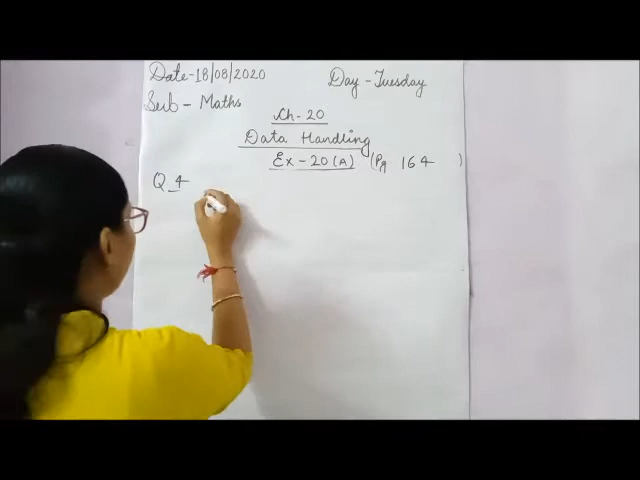 Date-18/08/2020 Day-Tuesday
Sub - Maths
Ch-20
Data Handling
Ex-20(A) (Pg 164 )
Q 4